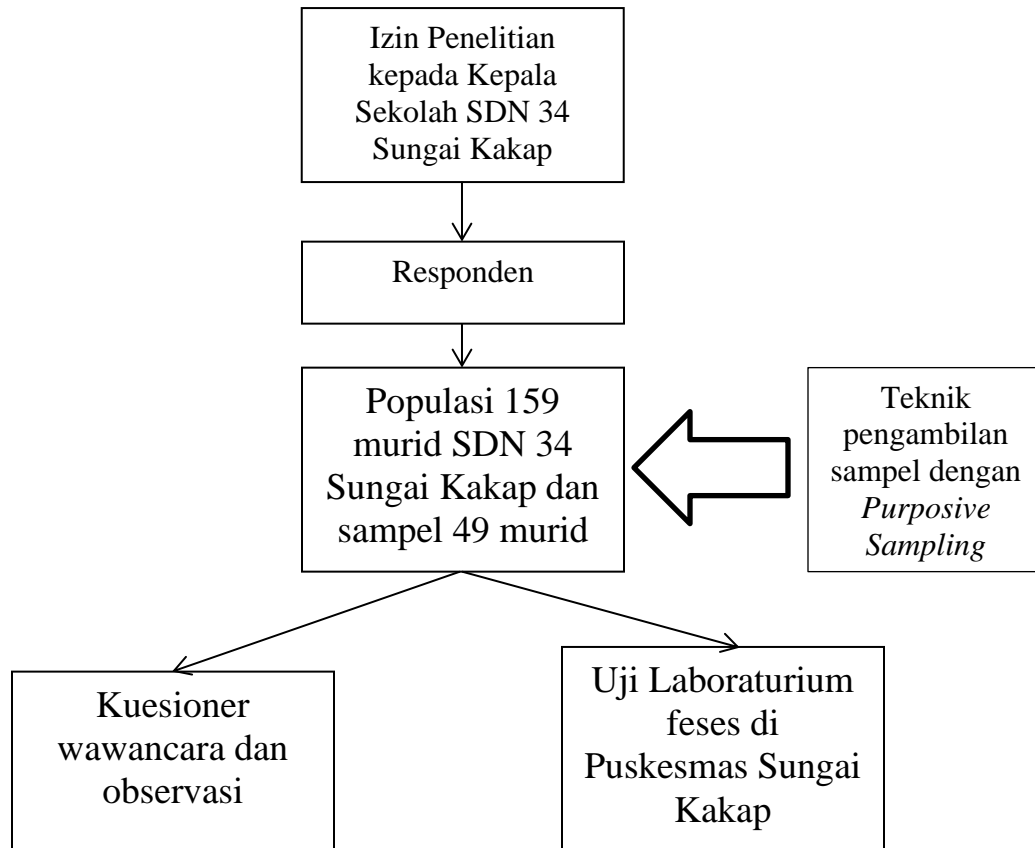 Izin Penelitian
kepada Kepala
Sekolah SDN 34
Sungai Kakap
Responden
Populasi 159
murid SDN 34
Sungai Kakap dan
sampel 49 murid
Teknik
pengambilan
sampel dengan
Purposive
Sampling
Kuesioner
wawancara dan
observasi
Uji Laboraturium
feses di
Puskesmas Sungai
Kakap